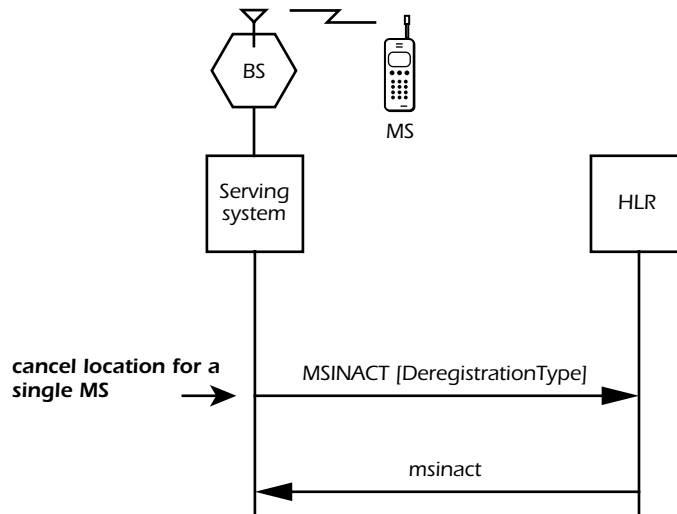 BS
MS
Serving
system
HLR
cancel location for a
single MS
MSINACT [DeregistrationType]
msinact